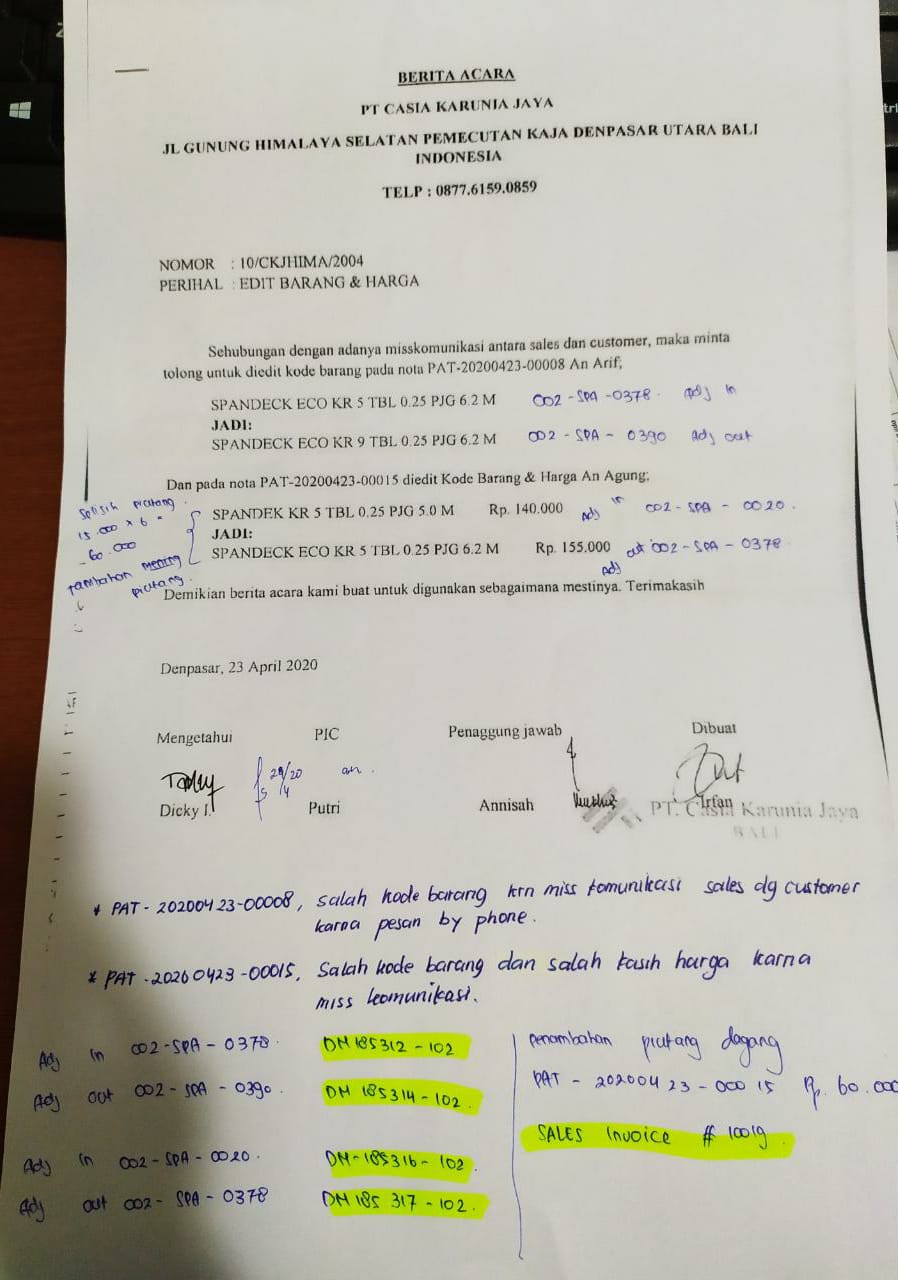 BERITA ACARA
PT CASIA KARUNIA JAYA
JL GUNUNG HIMALAYA SELATAN PEMECUTAN KAJA DENPASAR UTARA BALI
INDONESIA
TELP : 0877.6159.0859
NOMOR : 10/CKJHIMA/2004
PERIHAL : EDIT BARANG & HARGA
Sehubungan dengan adanya misskomunikasi antara sales dan customer, maka minta
tolong untuk diedit kode barang pada nota PAT-20200423-00008 An Arif;
SPANDECK ECO KR 5 TBL 0.25 PJG 6.2 M 002-SPA-0378. Adj in
JADI:
SPANDECK ECO KR 9 TBL 0.25 PJG 6.2 M 002-SPA-0390 Adj out
Dan pada nota PAT-20200423-00015 diedit Kode Barang & Harga An Agung;
Selisih piutang.
15.000 x 6 =
60.000
piutang.
SPANDEK KR 5 TBL 0.25 PJG 5.0 M Rp. 140.000 Adj in 002-SPA-0020.
JADI:
SPANDECK ECO KR 5 TBL 0.25 PJG 6.2 M Rp. 155.000 Adj out 002-SPA-0378
Demikian berita acara kami buat untuk digunakan sebagaimana mestinya. Terimakasih
Denpasar, 23 April 2020
Mengetahui PIC Penaggung jawab Dibuat
Dicky I. Putri Annisah Irfan
PT. Casia Karunia Jaya
BALI
* PAT-20200423-00008, salah kode barang krn miss komunikasi sales dg customer
karna pesan by phone.
* PAT-20200423-00015, Salah kode barang dan salah kasih harga karna
miss komunikasi.
Adj in 002-SPA-0378. DM 185312-102
Adj out 002-SPA-0390. DM 185314-102
Adj in 002-SPA-0020. DM-185316-102
Adj out 002-SPA-0378 DM 185317-102.
penambahan piutang dagang
PAT-20200423-00015 Rp. 60.000
SALES Invoice # 10019